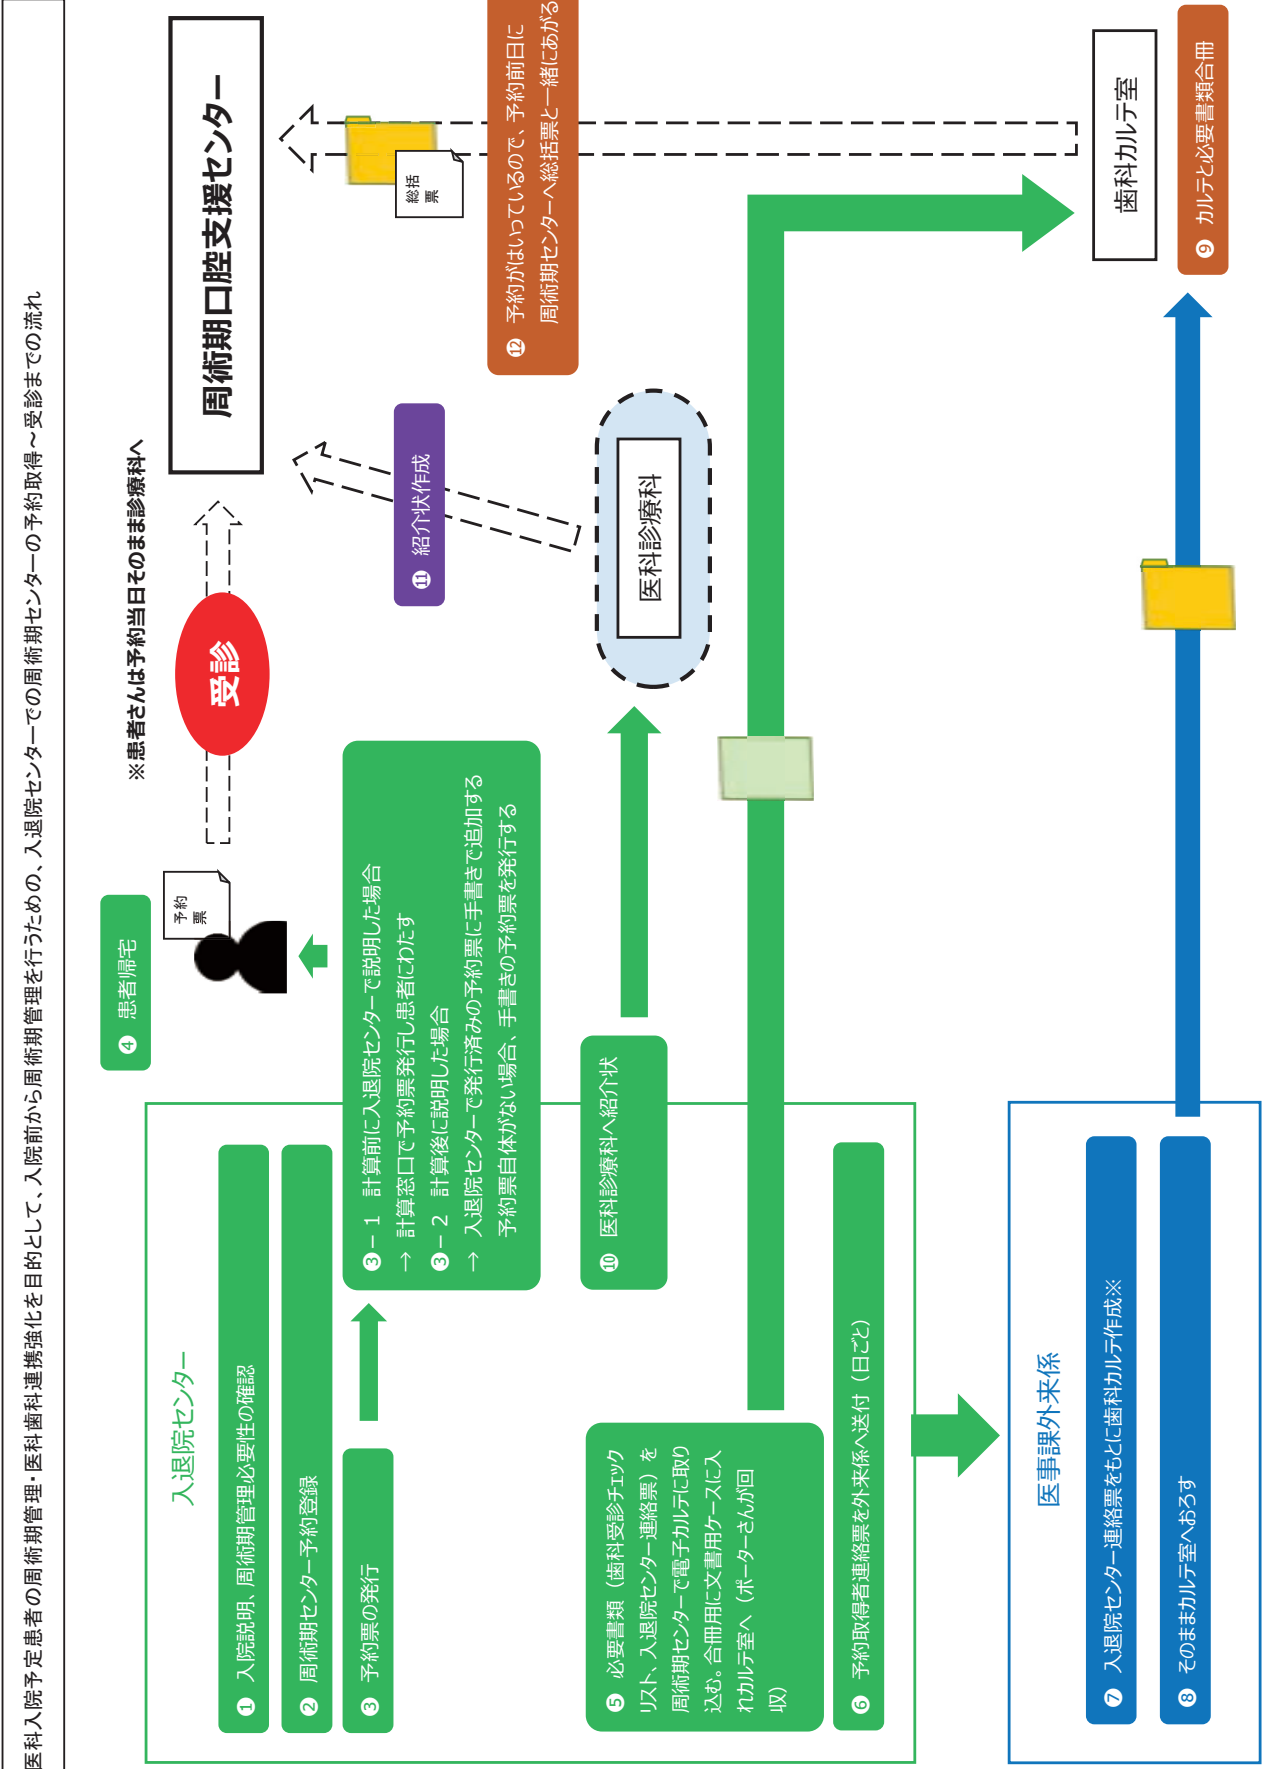 医科入院予定患者の周術期管理・医科歯科連携強化を目的として、入院前から周術期管理を行うための、入退院センターでの周術期センターの予約取得～受診までの流れ
入退院センター
❶ 入院説明、周術期管理必要性の確認
❷ 周術期センター予約登録
❸ 予約票の発行
❸－１ 計算前に入退院センターで説明した場合
→ 計算窓口で予約票発行し患者にわたす
❸－２ 計算後に説明した場合
→ 入退院センターで発行済みの予約票に手書きで追加する
予約票自体がない場合、手書きの予約票を発行する
❹ 患者帰宅
予約
票
受診
※患者さんは予約当日そのまま診療科へ
周術期口腔支援センター
❺ 必要書類（歯科受診チェック
リスト、入退院センター連絡票）を
周術期センターで電子カルテに取り
込む。合冊用に文書用ケースに入
れカルテ室へ（ポーターさんが回
収）
❻ 予約取得者連絡票を外来係へ送付（日ごと）
医事課外来係
❼ 入退院センター連絡票をもとに歯科カルテ作成※
❽ そのままカルテ室へおろす
歯科カルテ室
❾ カルテと必要書類合冊
❿ 医科診療科へ紹介状
医科診療科
⓫ 紹介状作成
⓬ 予約がはいっているので、予約前日に
周術期センターへ総括票と一緒にあがる
総括
票